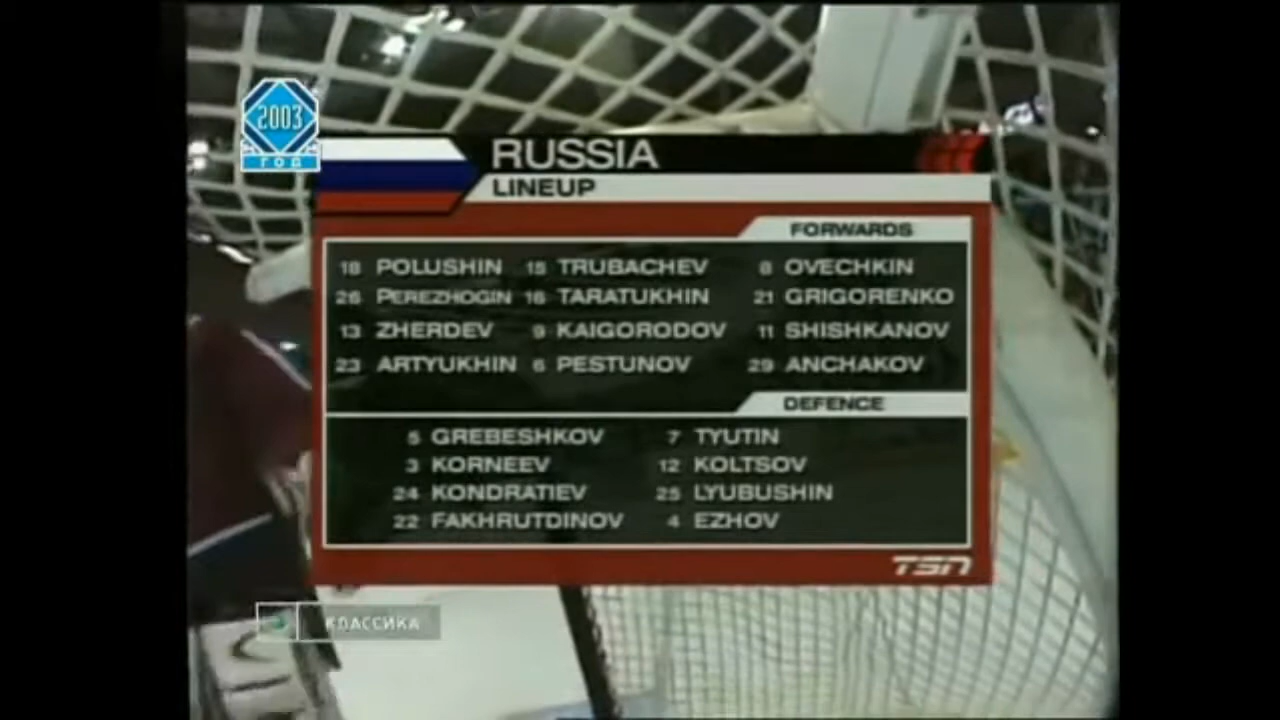 2003
ГОД
RUSSIA
LINEUP
FORWARDS
18 POLUSHIN 15 TRUBACHEV 8 OVECHKIN
26 PEREZHOGIN 16 TARATUKHIN 21 GRIGORENKO
13 ZHERDEV 9 KAIGORODOV 11 SHISHKANOV
23 ARTYUKHIN 6 PESTUNOV 29 ANCHAKOV
DEFENCE
5 GREBESHKOV 7 TYUTIN
3 KORNEEV 12 KOLTSOV
24 KONDRATIEV 25 LYUBUSHIN
22 FAKHRUTDINOV 4 EZHOV
TSN
КЛАССИКА